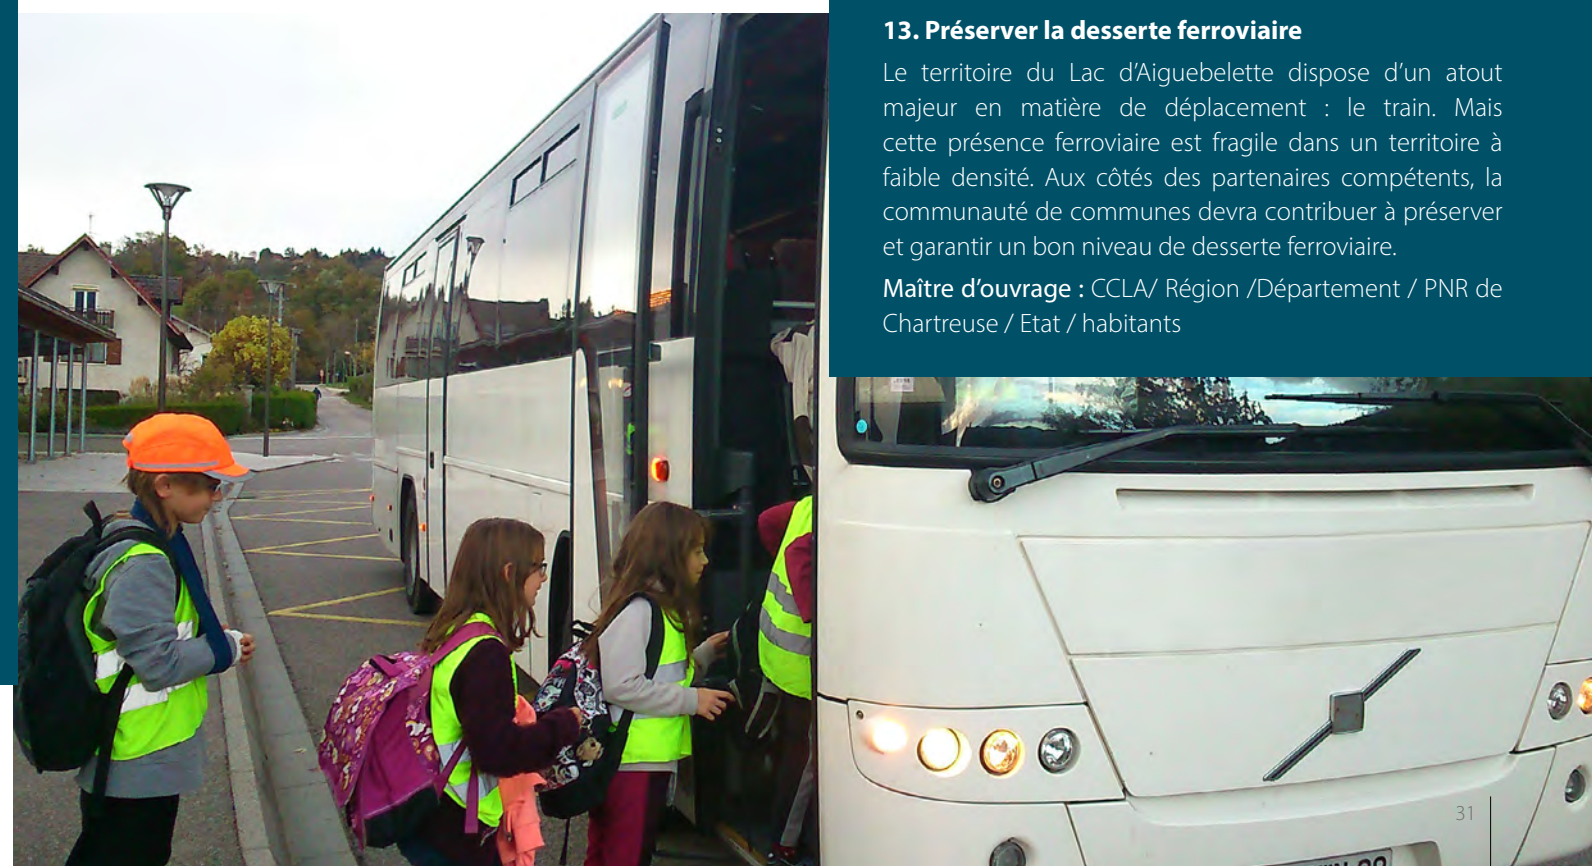 13. Préserver la desserte ferroviaire
Le territoire du Lac d’Aiguebelette dispose d’un atout
majeur en matière de déplacement : le train. Mais
cette présence ferroviaire est fragile dans un territoire à
faible densité. Aux côtés des partenaires compétents, la
communauté de communes devra contribuer à préserver
et garantir un bon niveau de desserte ferroviaire.
Maître d’ouvrage : CCLA/ Région /Département / PNR de
Chartreuse / Etat / habitants
31